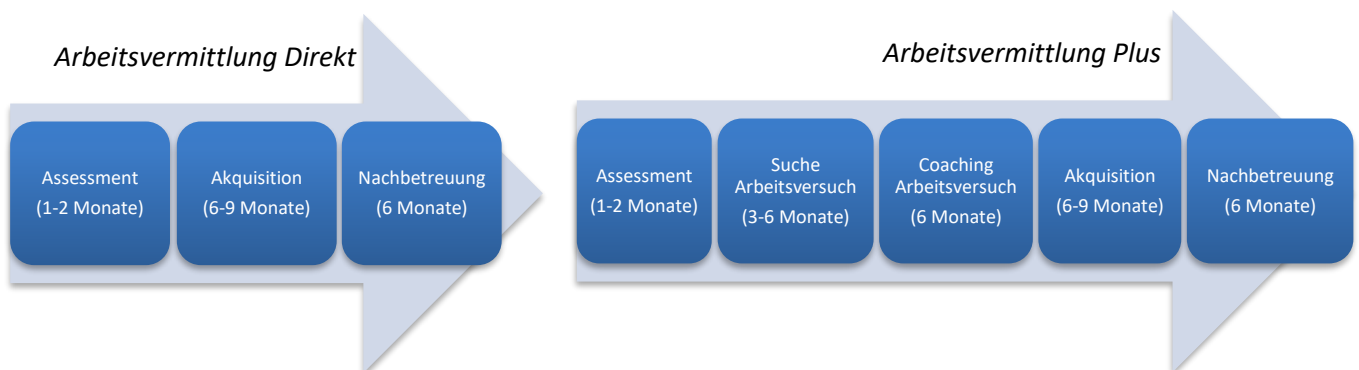 Arbeitsvermittlung Direkt
Assessment
(1-2 Monate)
Akquisition
(6-9 Monate)
Nachbetreuung
(6 Monate)
Arbeitsvermittlung Plus
Assessment
(1-2 Monate)
Suche
Arbeitsversuch
(3-6 Monate)
Coaching
Arbeitsversuch
(6 Monate)
Akquisition
(6-9 Monate)
Nachbetreuung
(6 Monate)